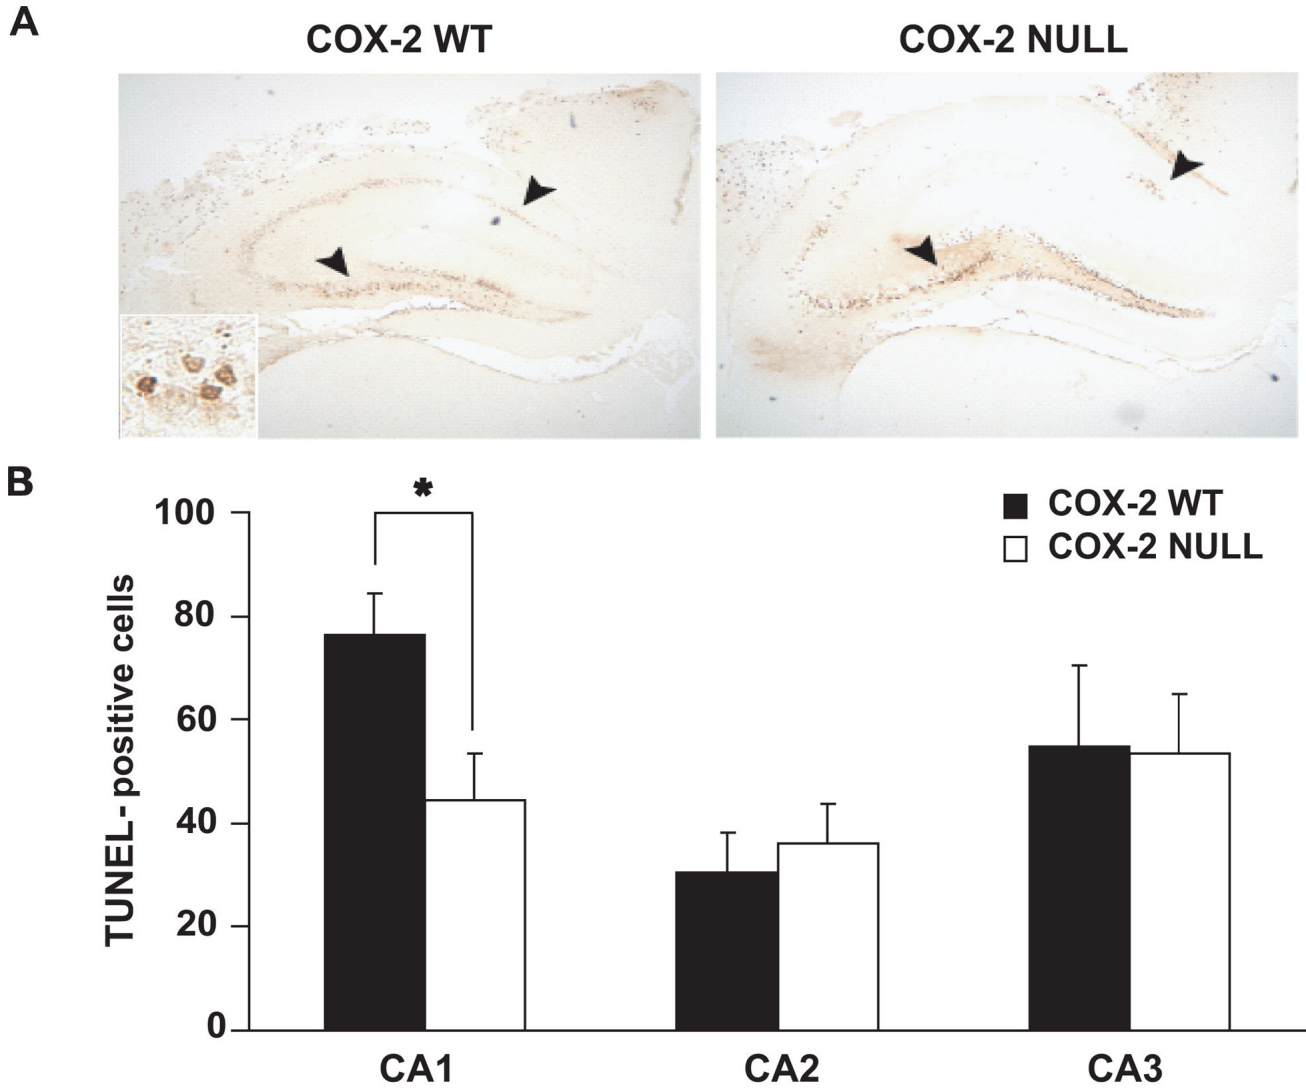 A
COX-2 WT
COX-2 NULL
B
*
100
80
60
40
20
0
TUNEL- positive cells
COX-2 WT
COX-2 NULL
CA1
CA2
CA3